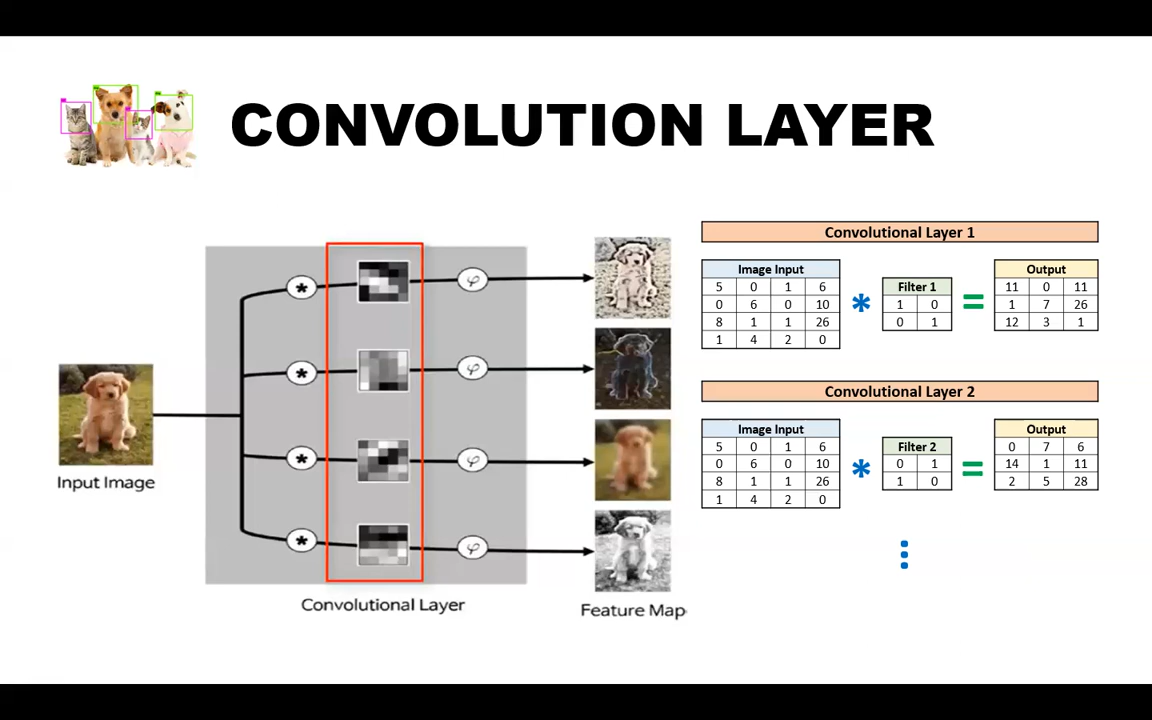 CONVOLUTION LAYER
Input Image
* φ
* φ
* φ
* φ
Convolutional Layer
Feature Map
Convolutional Layer 1
Image Input
5 0 1 6
0 6 0 10
8 1 1 26
1 4 2 0
*
Filter 1
1 0
0 1
=
Output
11 0 11
1 7 26
12 3 1
Convolutional Layer 2
Image Input
5 0 1 6
0 6 0 10
8 1 1 26
1 4 2 0
*
Filter 2
0 1
1 0
=
Output
0 7 6
14 1 11
2 5 28